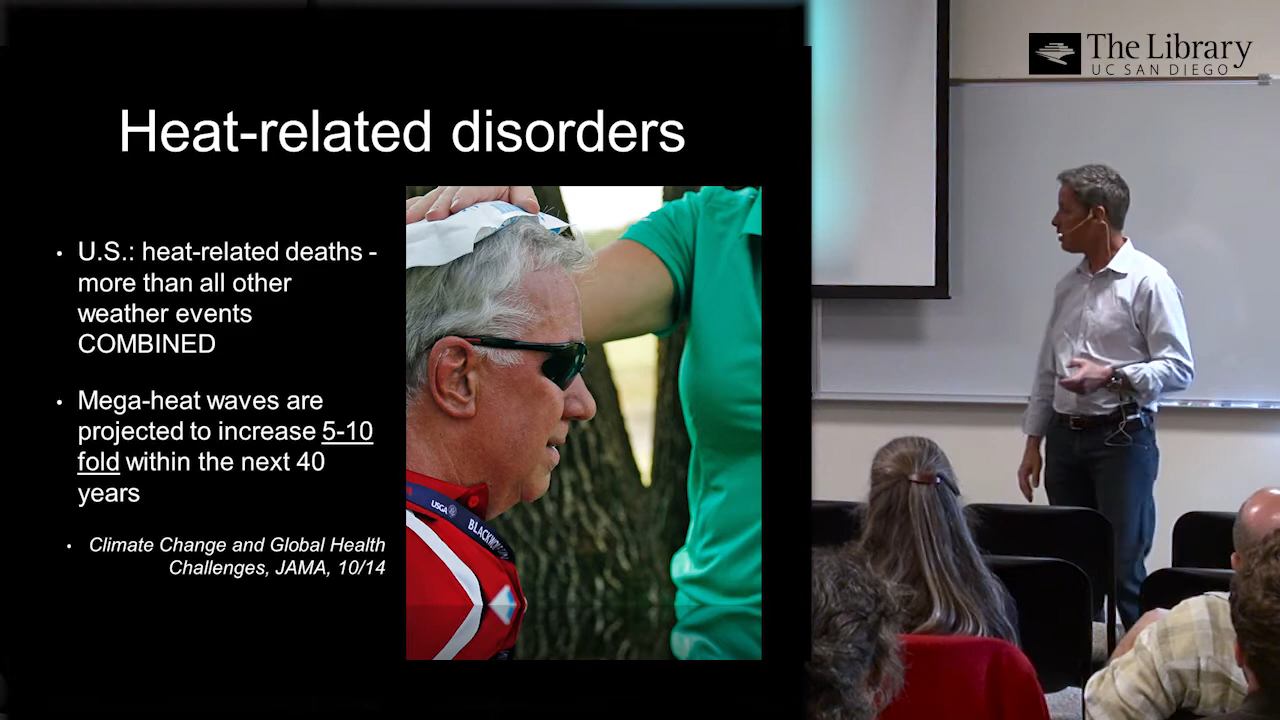 The Library
UC SAN DIEGO
Heat-related disorders
• U.S.: heat-related deaths -
more than all other
weather events
COMBINED
• Mega-heat waves are
projected to increase 5-10
fold within the next 40
years
• Climate Change and Global Health
Challenges, JAMA, 10/14
USGA